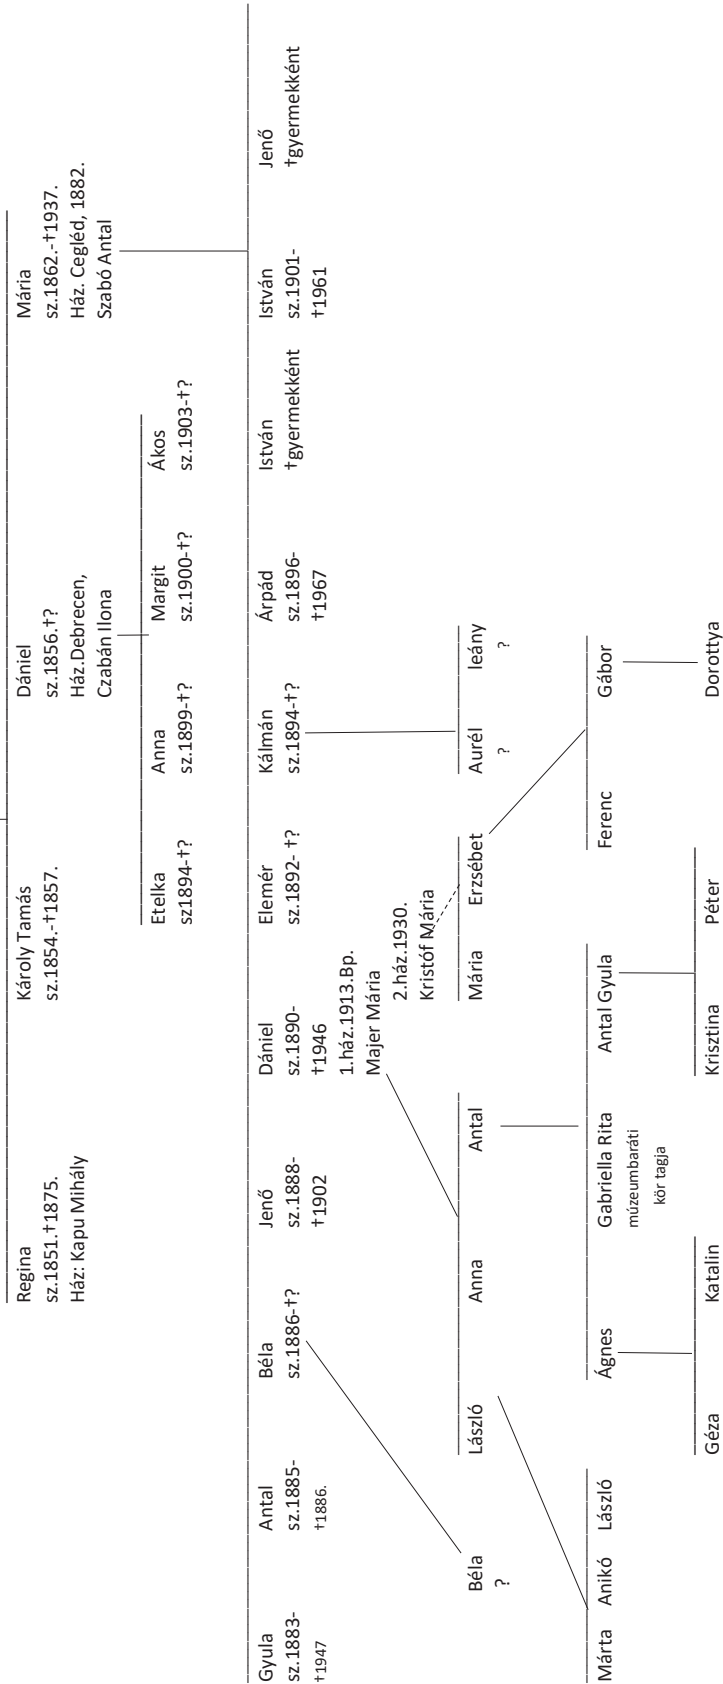 Regina
sz.1851.†1875.
Ház: Kapu Mihály
Károly Tamás
sz.1854.-†1857.
Dániel
sz.1856.†?
Ház.Debrecen,
Czabán Ilona
Mária
sz.1862.-†1937.
Ház. Cegléd, 1882.
Szabó Antal
Etelka
sz1894-†?
Anna
sz.1899-†?
Margit
sz.1900-†?
Ákos
sz.1903-†?
Gyula
sz.1883-
†1947
Antal
sz.1885-
†1886.
Béla
sz.1886-†?
Jenő
sz.1888-
†1902
Dániel
sz.1890-
†1946
1.ház.1913.Bp.
Majer Mária
2.ház.1930.
Kristóf Mária
Elemér
sz.1892- †?
Kálmán
sz.1894-†?
Árpád
sz.1896-
†1967
István
†gyermekként
István
sz.1901-
†1961
Jenő
†gyermekként
Béla
?
László
Anna
Antal
Mária
Erzsébet
Aurél
?
leány
?
Márta
Anikó
László
Ágnes
Gabriella Rita
múzeumbaráti
kör tagja
Antal Gyula
Ferenc
Gábor
Géza
Katalin
Krisztina
Péter
Dorottya